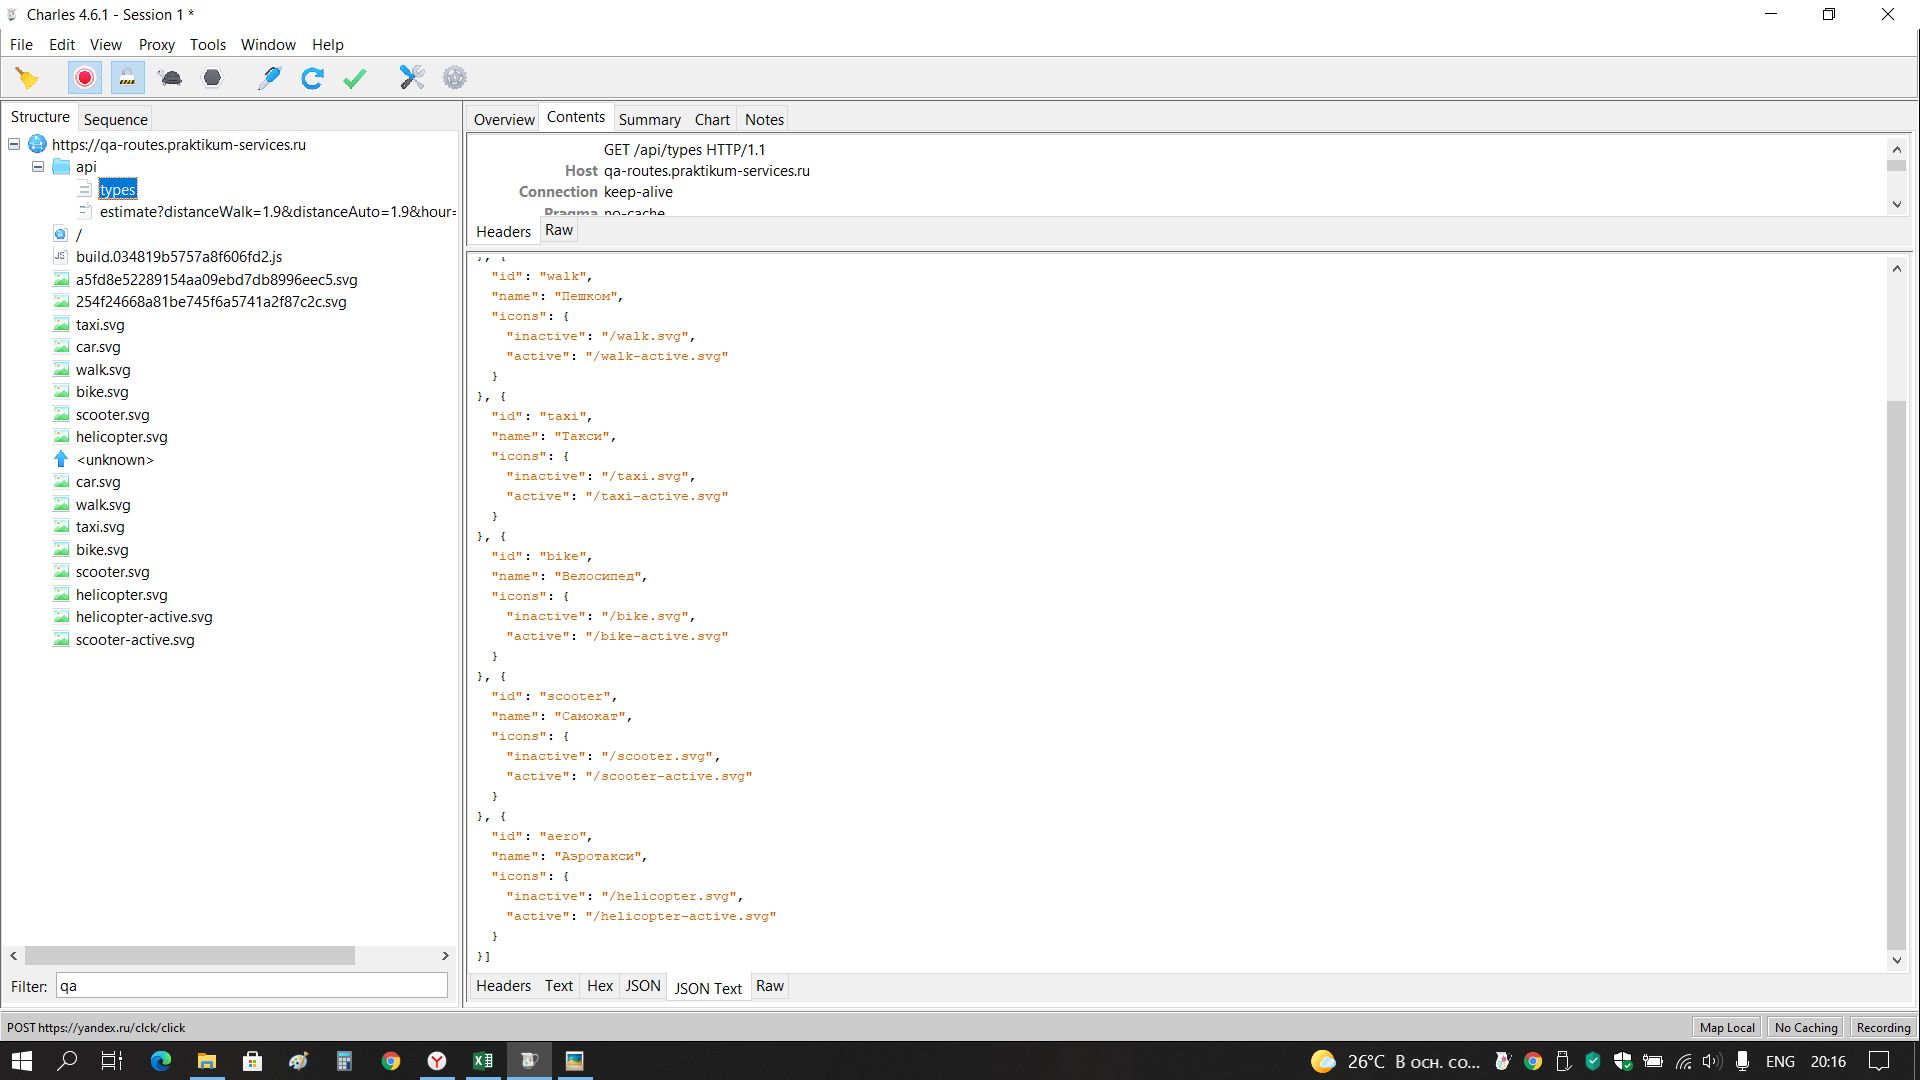 Charles 4.6.1 - Session 1 *
File Edit View Proxy Tools Window Help
Structure Sequence
https://qa-routes.praktikum-services.ru
api
types
estimate?distanceWalk=1.9&distanceAuto=1.9&hour=
/
build.034819b5757a8f606fd2.js
a5fd8e52289154aa09ebd7db8996eec5.svg
254f24668a81be745f6a5741a2f87c2c.svg
taxi.svg
car.svg
walk.svg
bike.svg
scooter.svg
helicopter.svg
<unknown>
car.svg
walk.svg
taxi.svg
bike.svg
scooter.svg
helicopter.svg
helicopter-active.svg
scooter-active.svg
Filter: qa
Overview Contents Summary Chart Notes
GET /api/types HTTP/1.1
Host qa-routes.praktikum-services.ru
Connection keep-alive
Pragma no-cache
Headers Raw
}, {
"id": "walk",
"name": "Пешком",
"icons": {
"inactive": "/walk.svg",
"active": "/walk-active.svg"
}
}, {
"id": "taxi",
"name": "Такси",
"icons": {
"inactive": "/taxi.svg",
"active": "/taxi-active.svg"
}
}, {
"id": "bike",
"name": "Велосипед",
"icons": {
"inactive": "/bike.svg",
"active": "/bike-active.svg"
}
}, {
"id": "scooter",
"name": "Самокат",
"icons": {
"inactive": "/scooter.svg",
"active": "/scooter-active.svg"
}
}, {
"id": "aero",
"name": "Аэротакси",
"icons": {
"inactive": "/helicopter.svg",
"active": "/helicopter-active.svg"
}
}]
Headers Text Hex JSON JSON Text Raw
POST https://yandex.ru/clck/click
Map Local No Caching Recording
26°C В осн. со... ENG 20:16